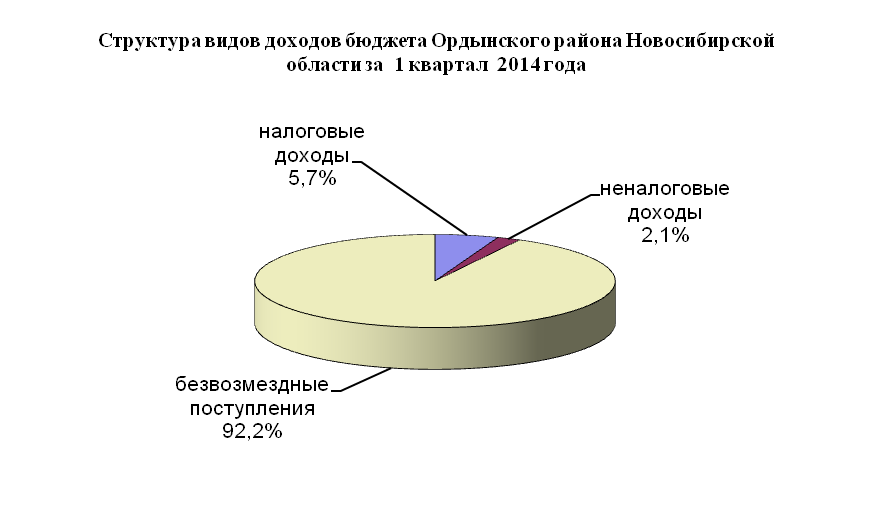 Структура видов доходов бюджета Ордынского района Новосибирской
области за 1 квартал 2014 года
налоговые
доходы
5,7%
неналоговые
доходы
2,1%
безвозмездные
поступления
92,2%